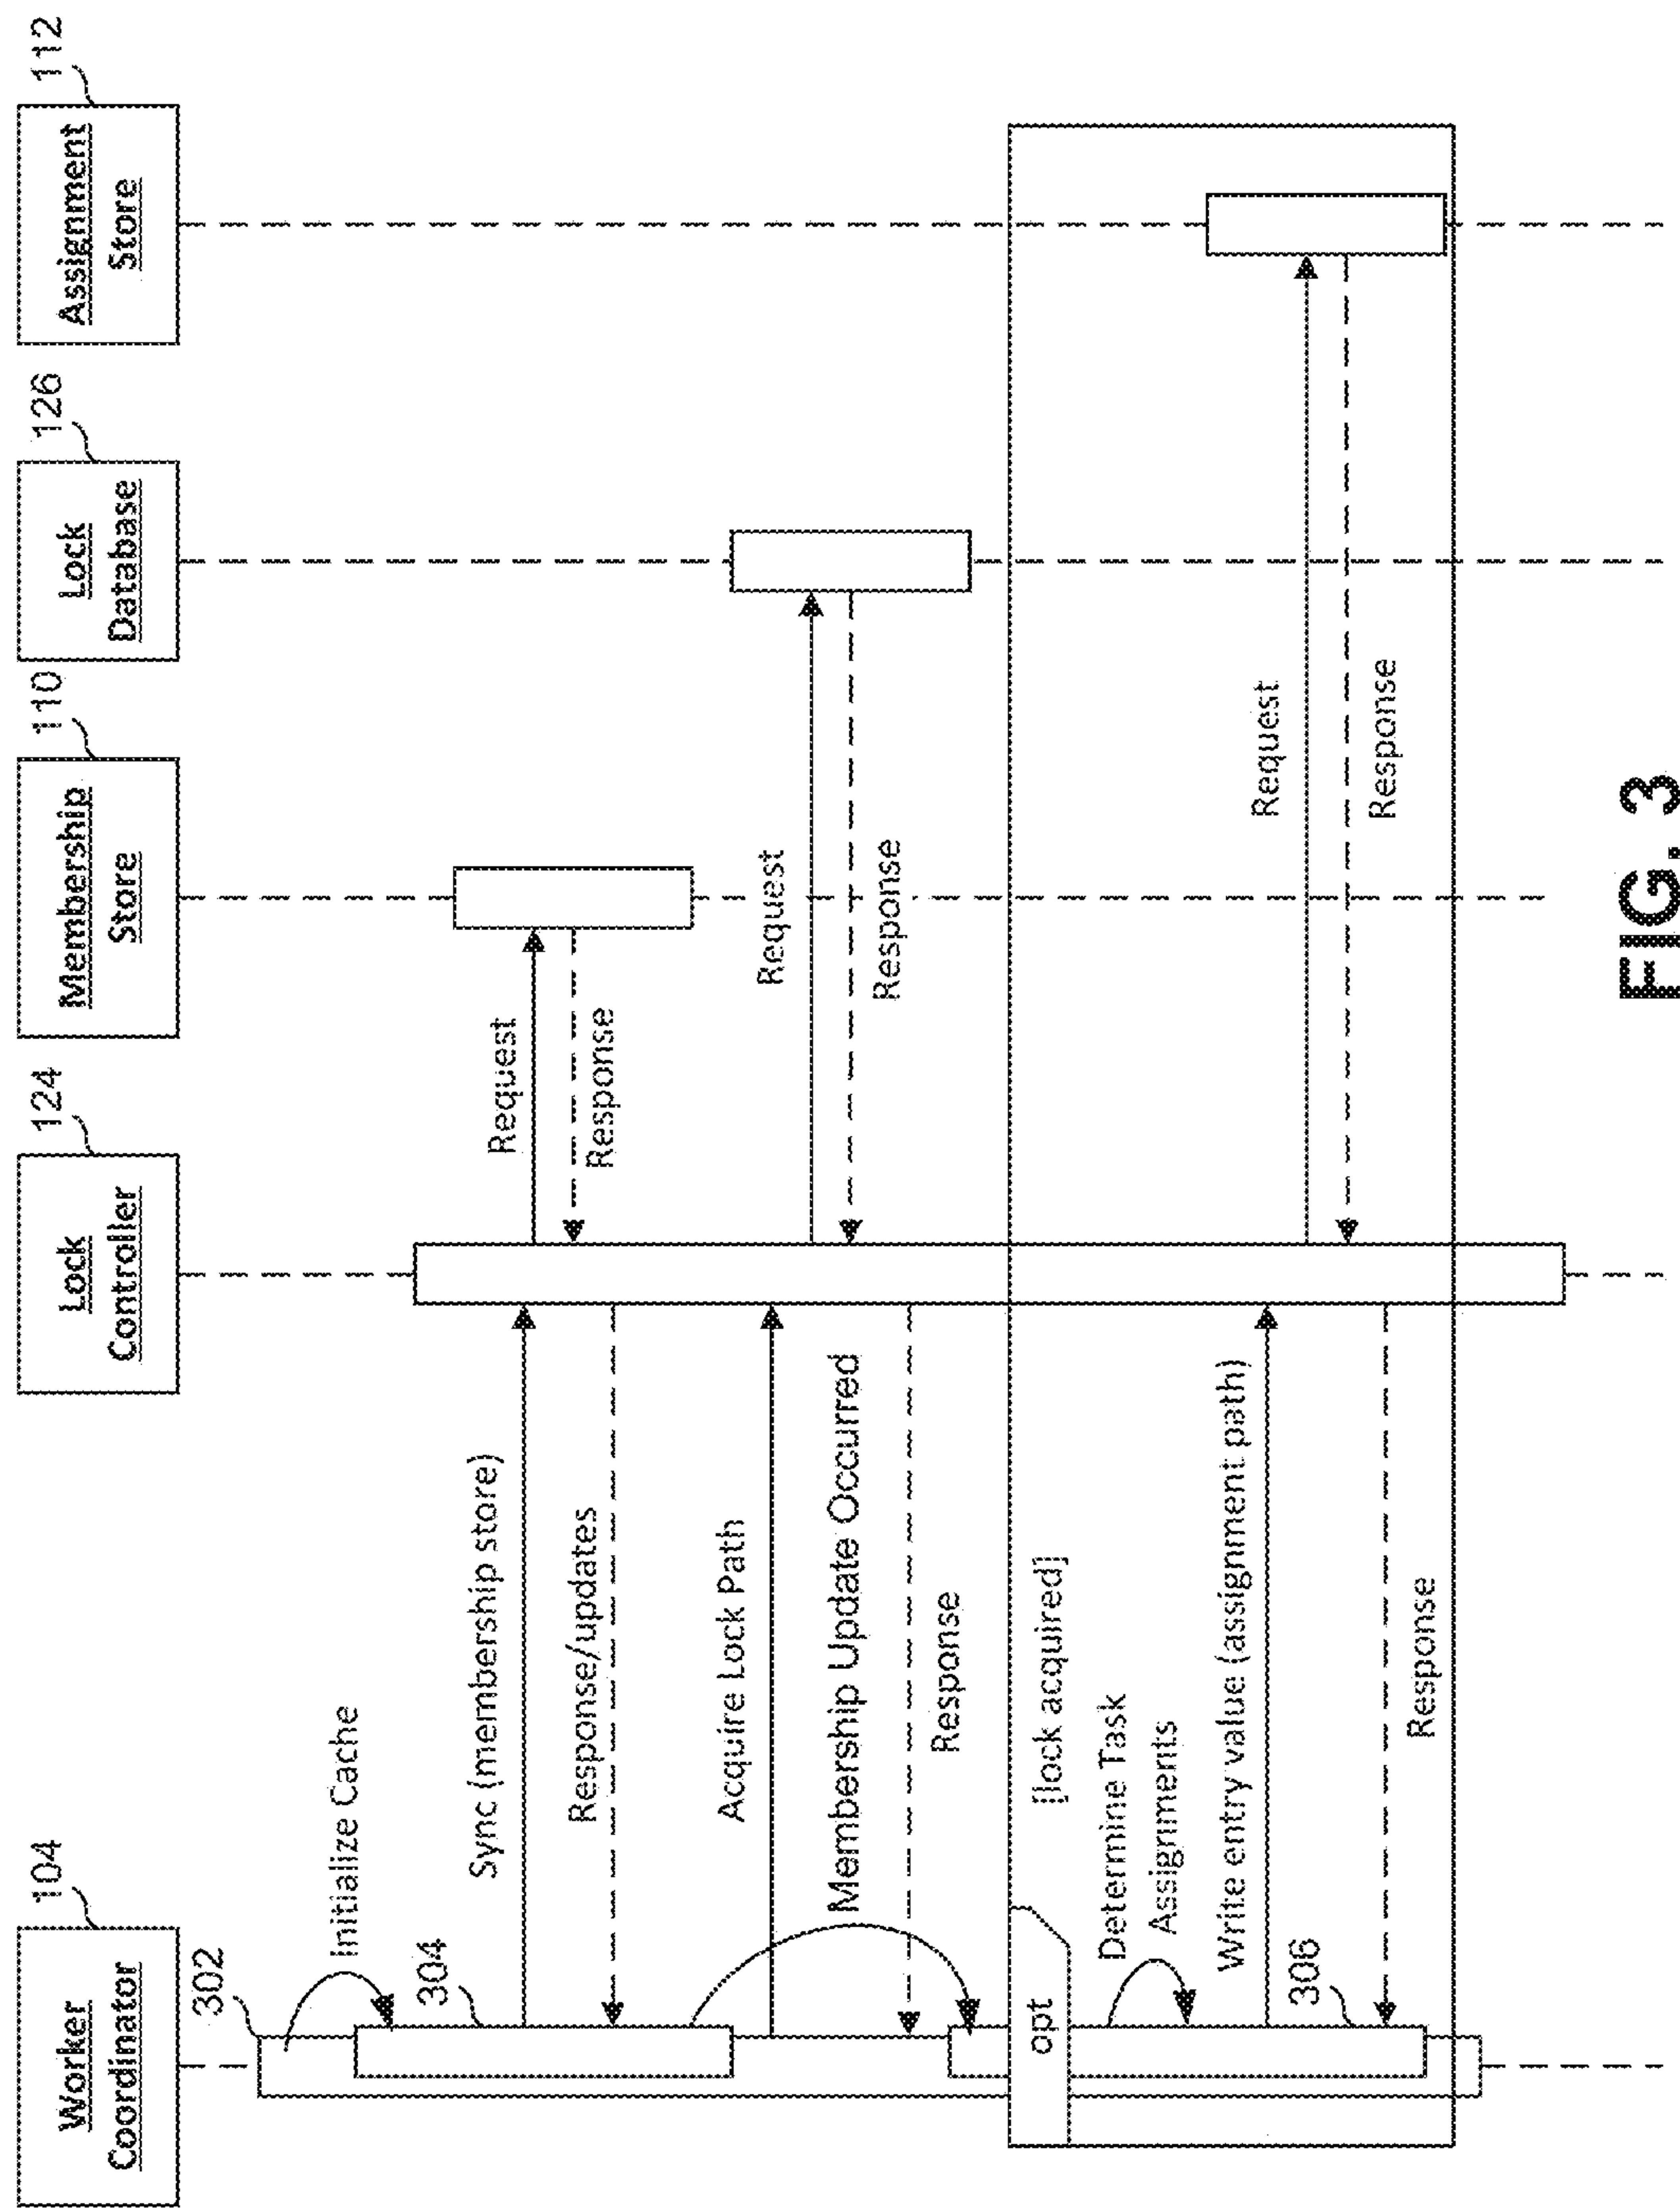 Worker
Coordinator
104
Lock
Controller
124
Membership
Store
110
Lock
Database
126
Assignment
Store
112
302
Initialize Cache
304
Sync (membership store)
Request
Response
Response/updates
Acquire Lock Path
Request
Membership Update Occurred
Response
Response
opt
[lock acquired]
Determine Task
Assignments
Write entry value (assignment path)
Request
306
Response
Response
FIG. 3